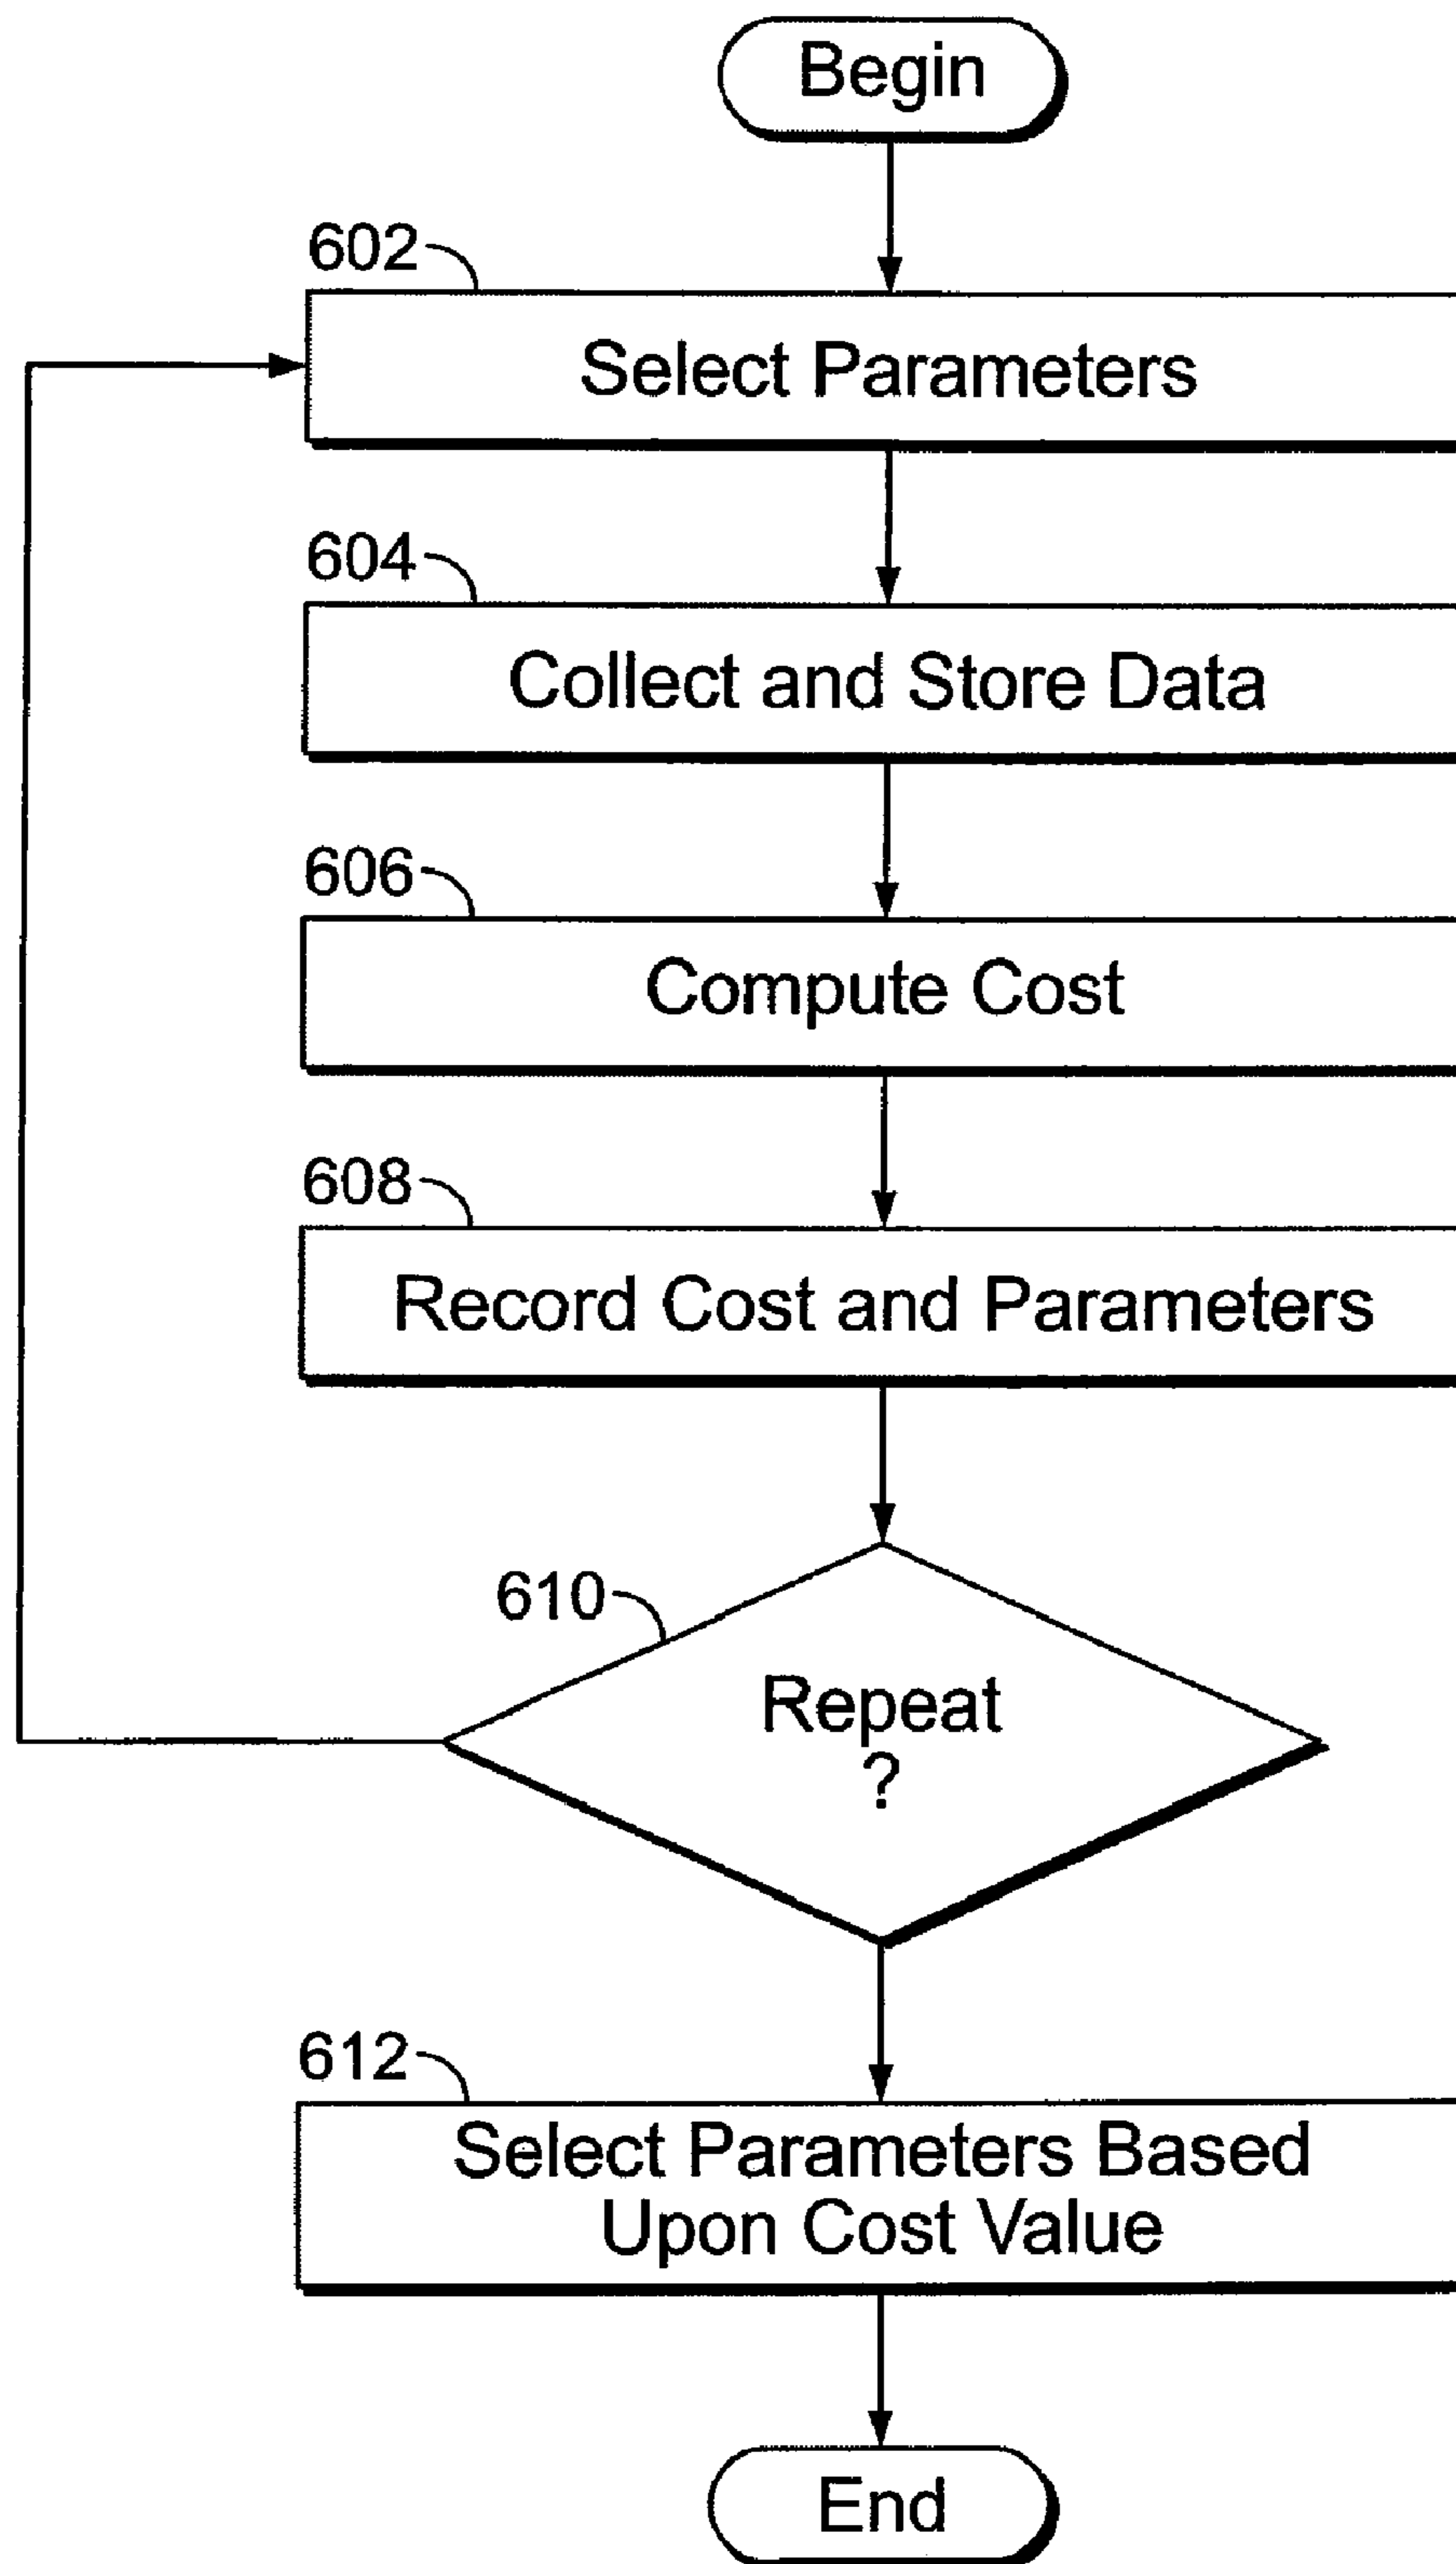 Begin
602
Select Parameters
604
Collect and Store Data
606
Compute Cost
608
Record Cost and Parameters
610
Repeat
?
612
Select Parameters Based
Upon Cost Value
End